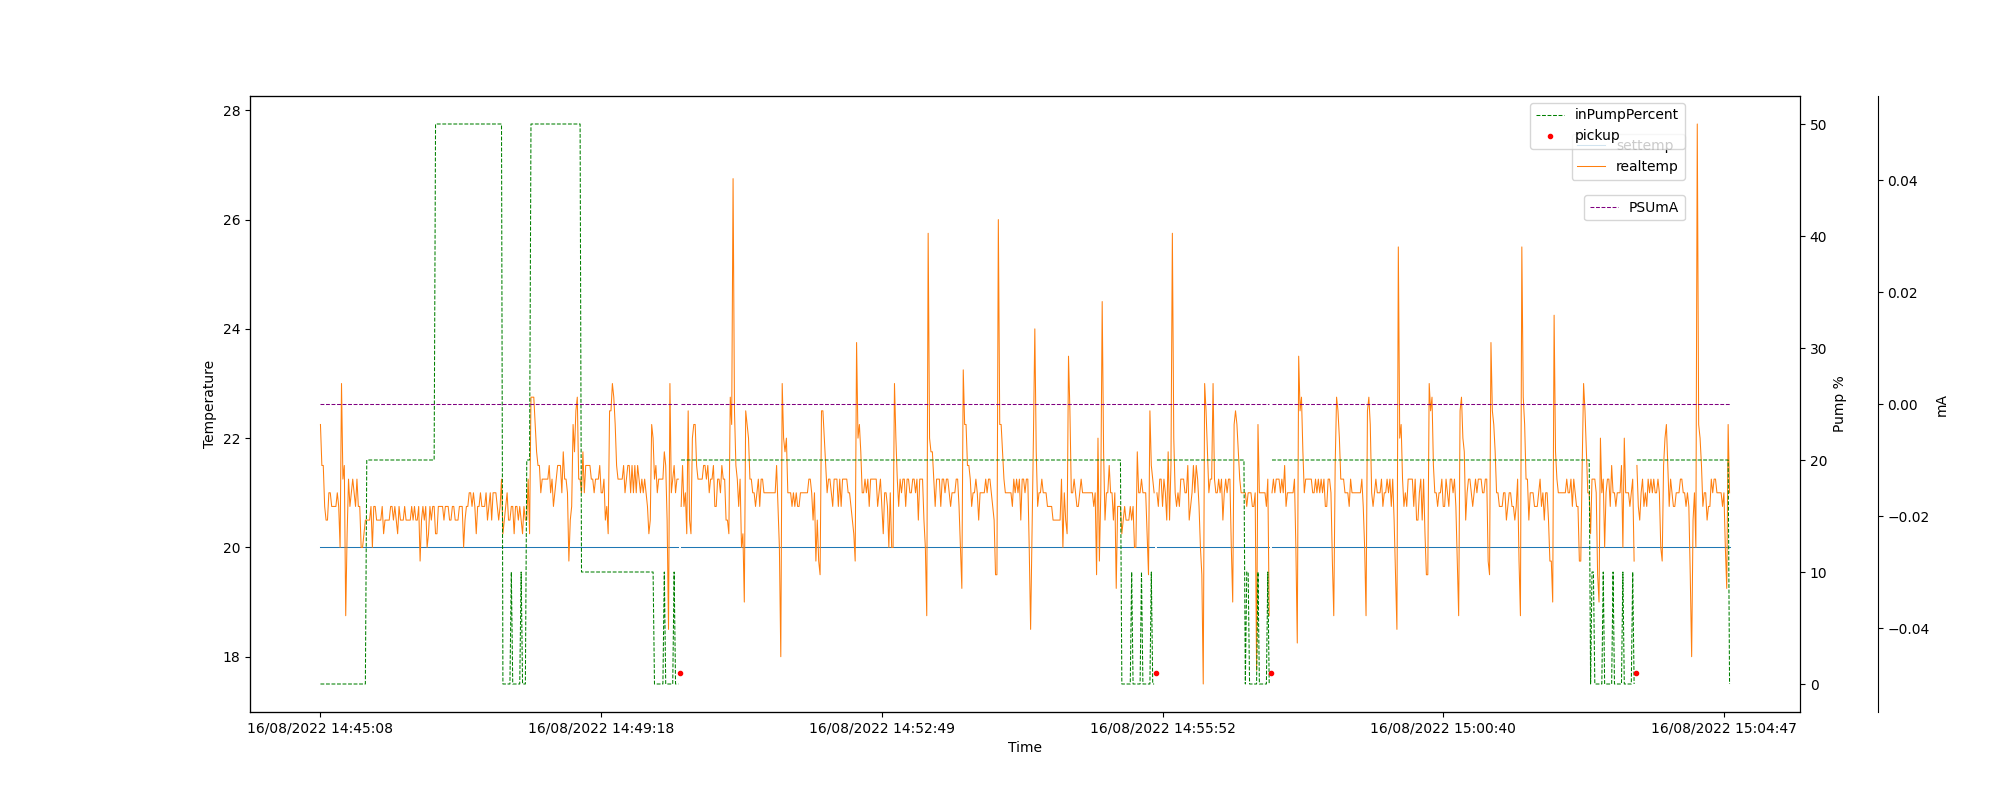 28
26
24
22
20
18
Temperature
inPumpPercent
pickup
settemp
realtemp
PSUmA
50
40
30
20
10
0
Pump %
0.04
0.02
0.00
−0.02
−0.04
mA
16/08/2022 14:45:08
16/08/2022 14:49:18
16/08/2022 14:52:49
16/08/2022 14:55:52
16/08/2022 15:00:40
16/08/2022 15:04:47
Time